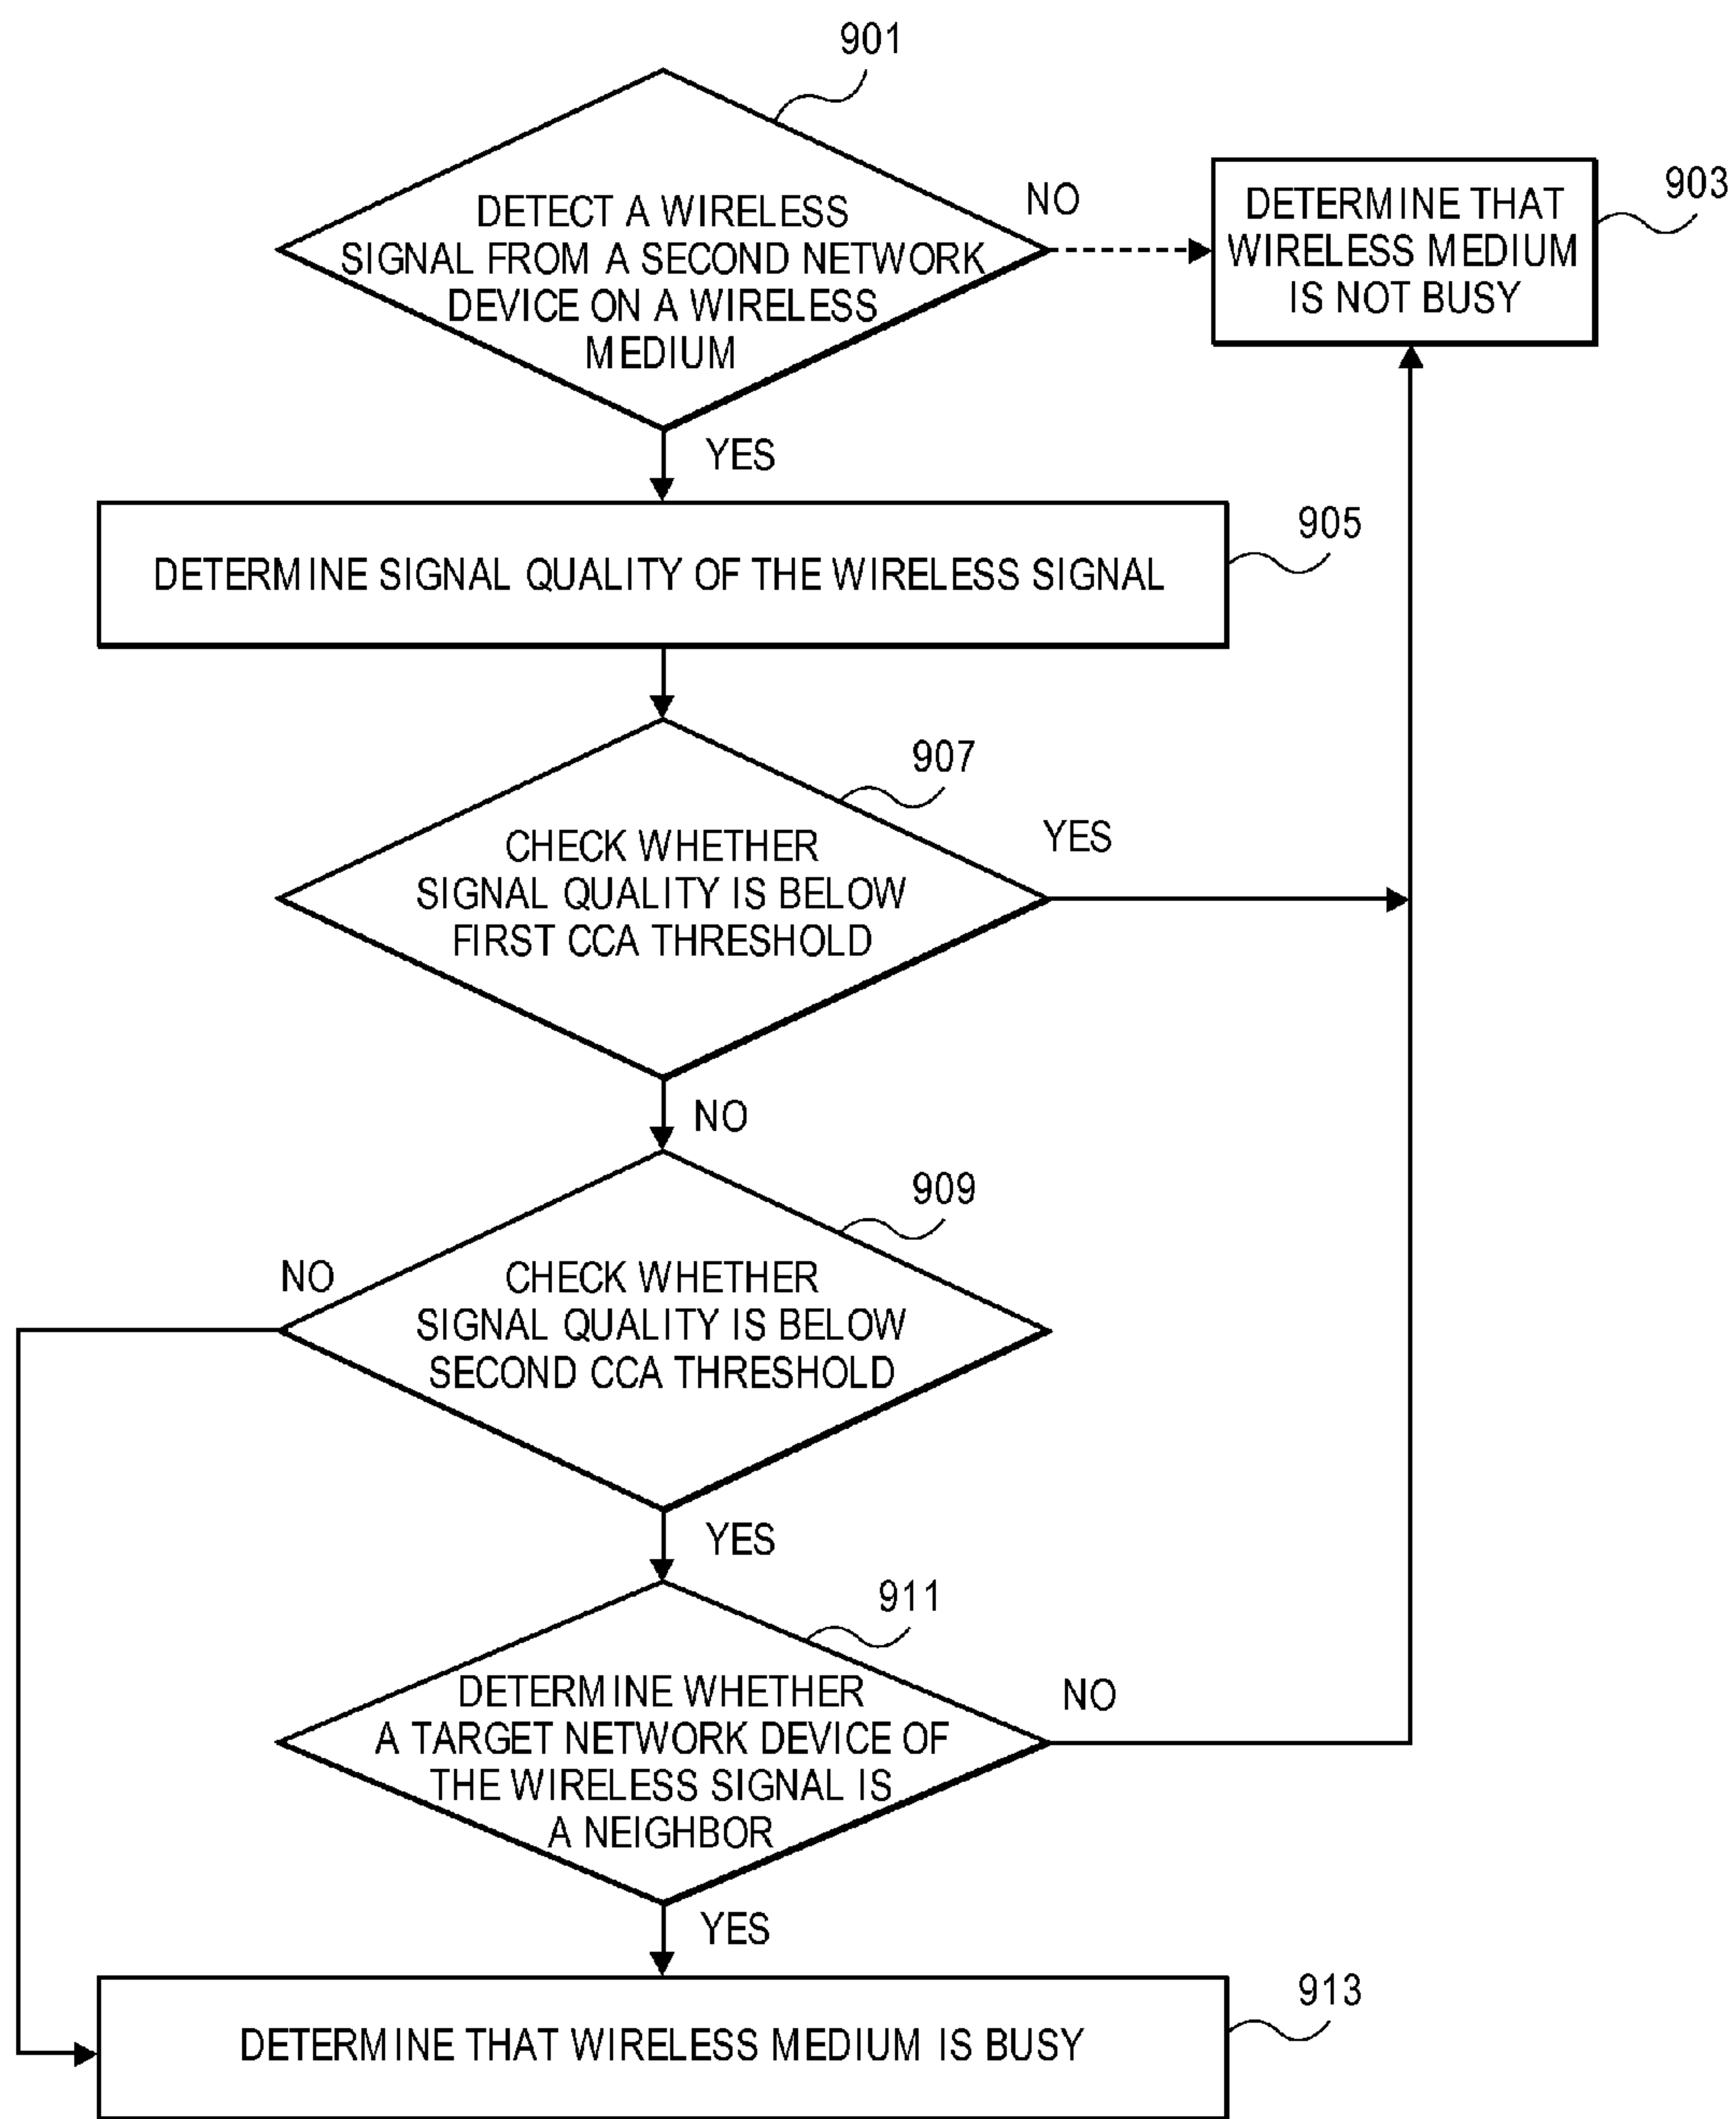 901
DETECT A WIRELESS
SIGNAL FROM A SECOND NETWORK
DEVICE ON A WIRELESS
MEDIUM
NO
DETERMINE THAT
WIRELESS MEDIUM
IS NOT BUSY
903
YES
DETERMINE SIGNAL QUALITY OF THE WIRELESS SIGNAL
905
907
CHECK WHETHER
SIGNAL QUALITY IS BELOW
FIRST CCA THRESHOLD
YES
NO
909
NO
CHECK WHETHER
SIGNAL QUALITY IS BELOW
SECOND CCA THRESHOLD
YES
911
DETERMINE WHETHER
A TARGET NETWORK DEVICE OF
THE WIRELESS SIGNAL IS
A NEIGHBOR
NO
YES
DETERMINE THAT WIRELESS MEDIUM IS BUSY
913